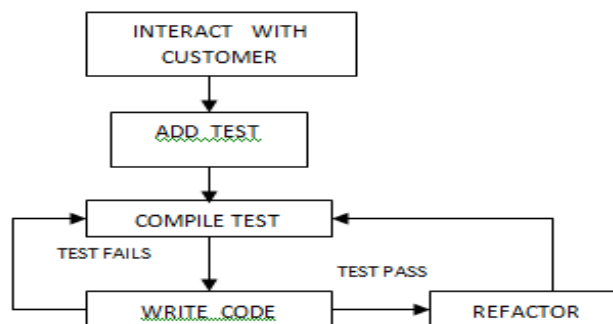 INTERACT WITH
CUSTOMER
ADD TEST
COMPILE TEST
TEST FAILS
TEST PASS
WRITE CODE
REFACTOR